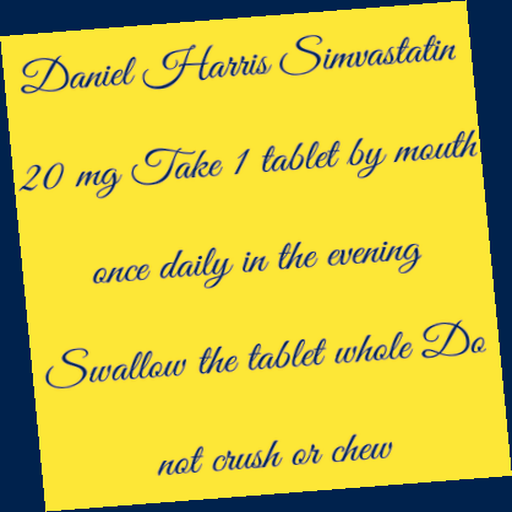 Daniel Harris Simvastatin
20 mg Take 1 tablet by mouth
once daily in the evening
Swallow the tablet whole Do
not crush or chew